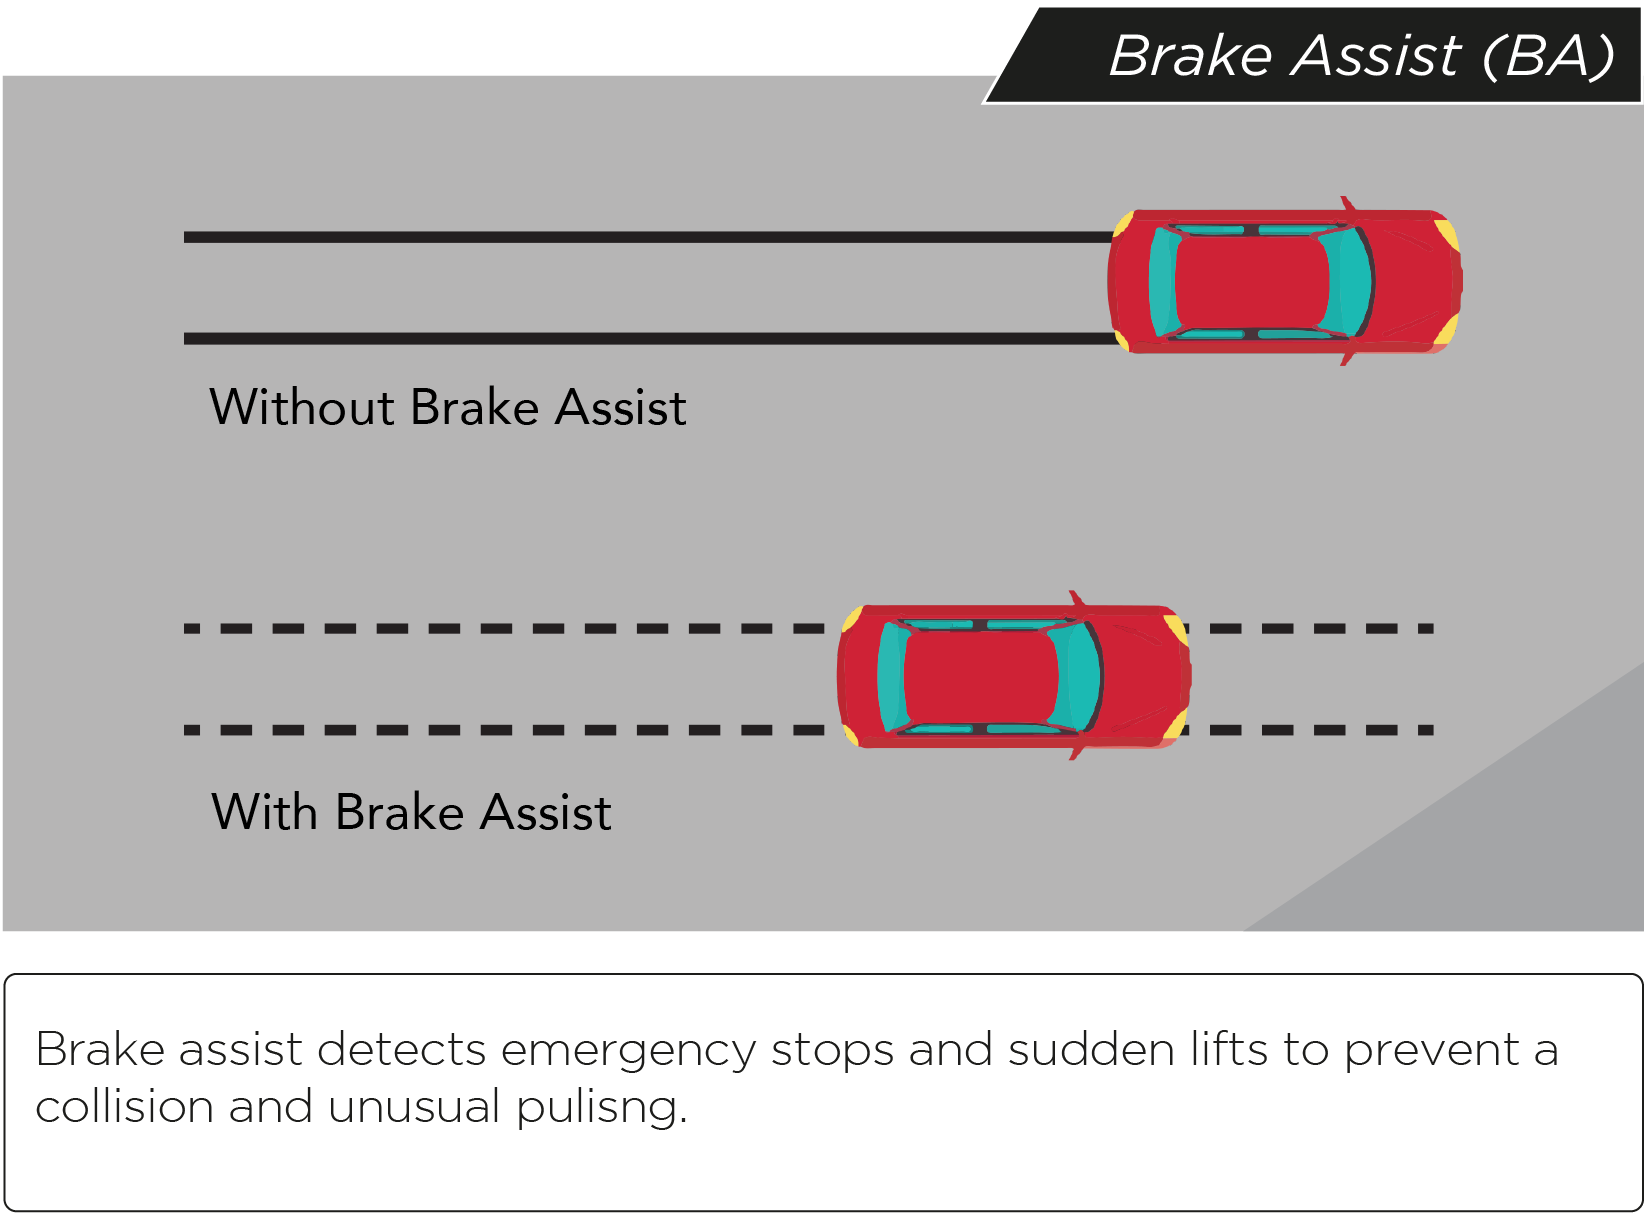 Brake Assist (BA)
Without Brake Assist
With Brake Assist
Brake assist detects emergency stops and sudden lifts to prevent a
collision and unusual pulisng.